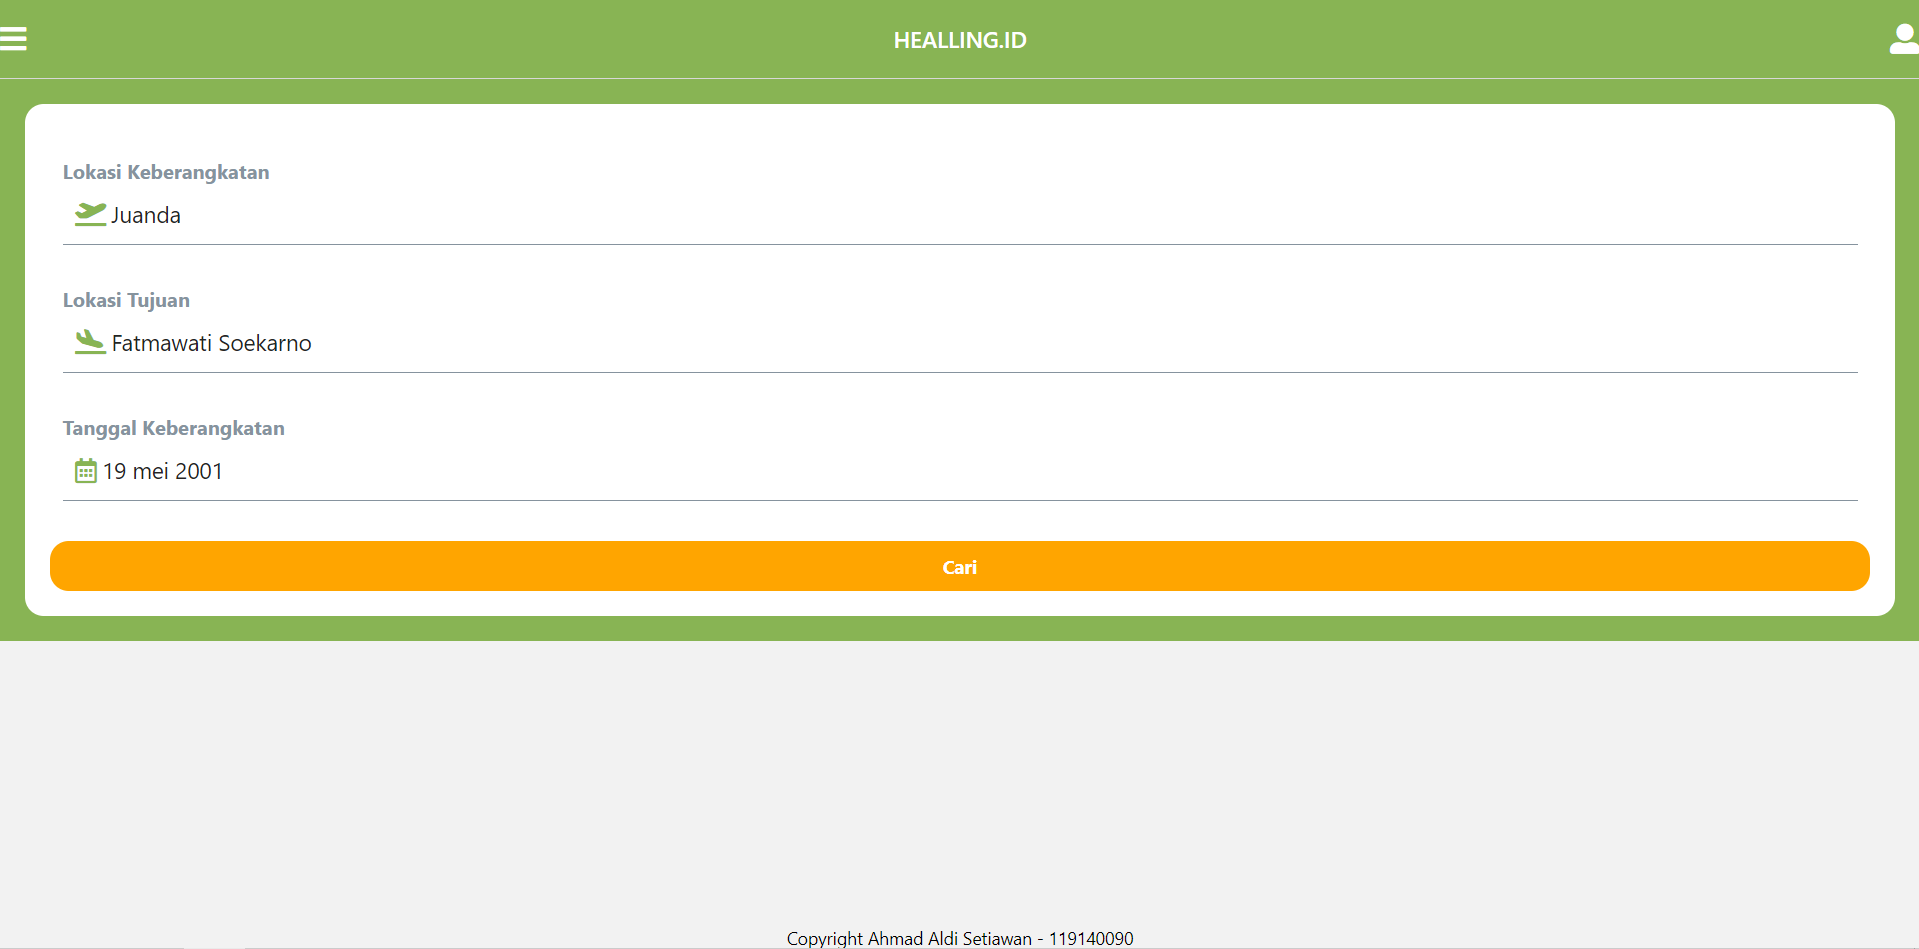 HEALLING.ID
Lokasi Keberangkatan
Juanda
Lokasi Tujuan
Fatmawati Soekarno
Tanggal Keberangkatan
19 mei 2001
Cari
Copyright Ahmad Aldi Setiawan - 119140090